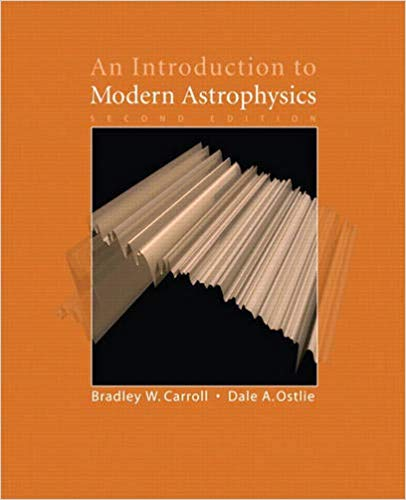 An Introduction to
Modern Astrophysics
SECOND EDITION
Bradley W. Carroll • Dale A. Ostlie